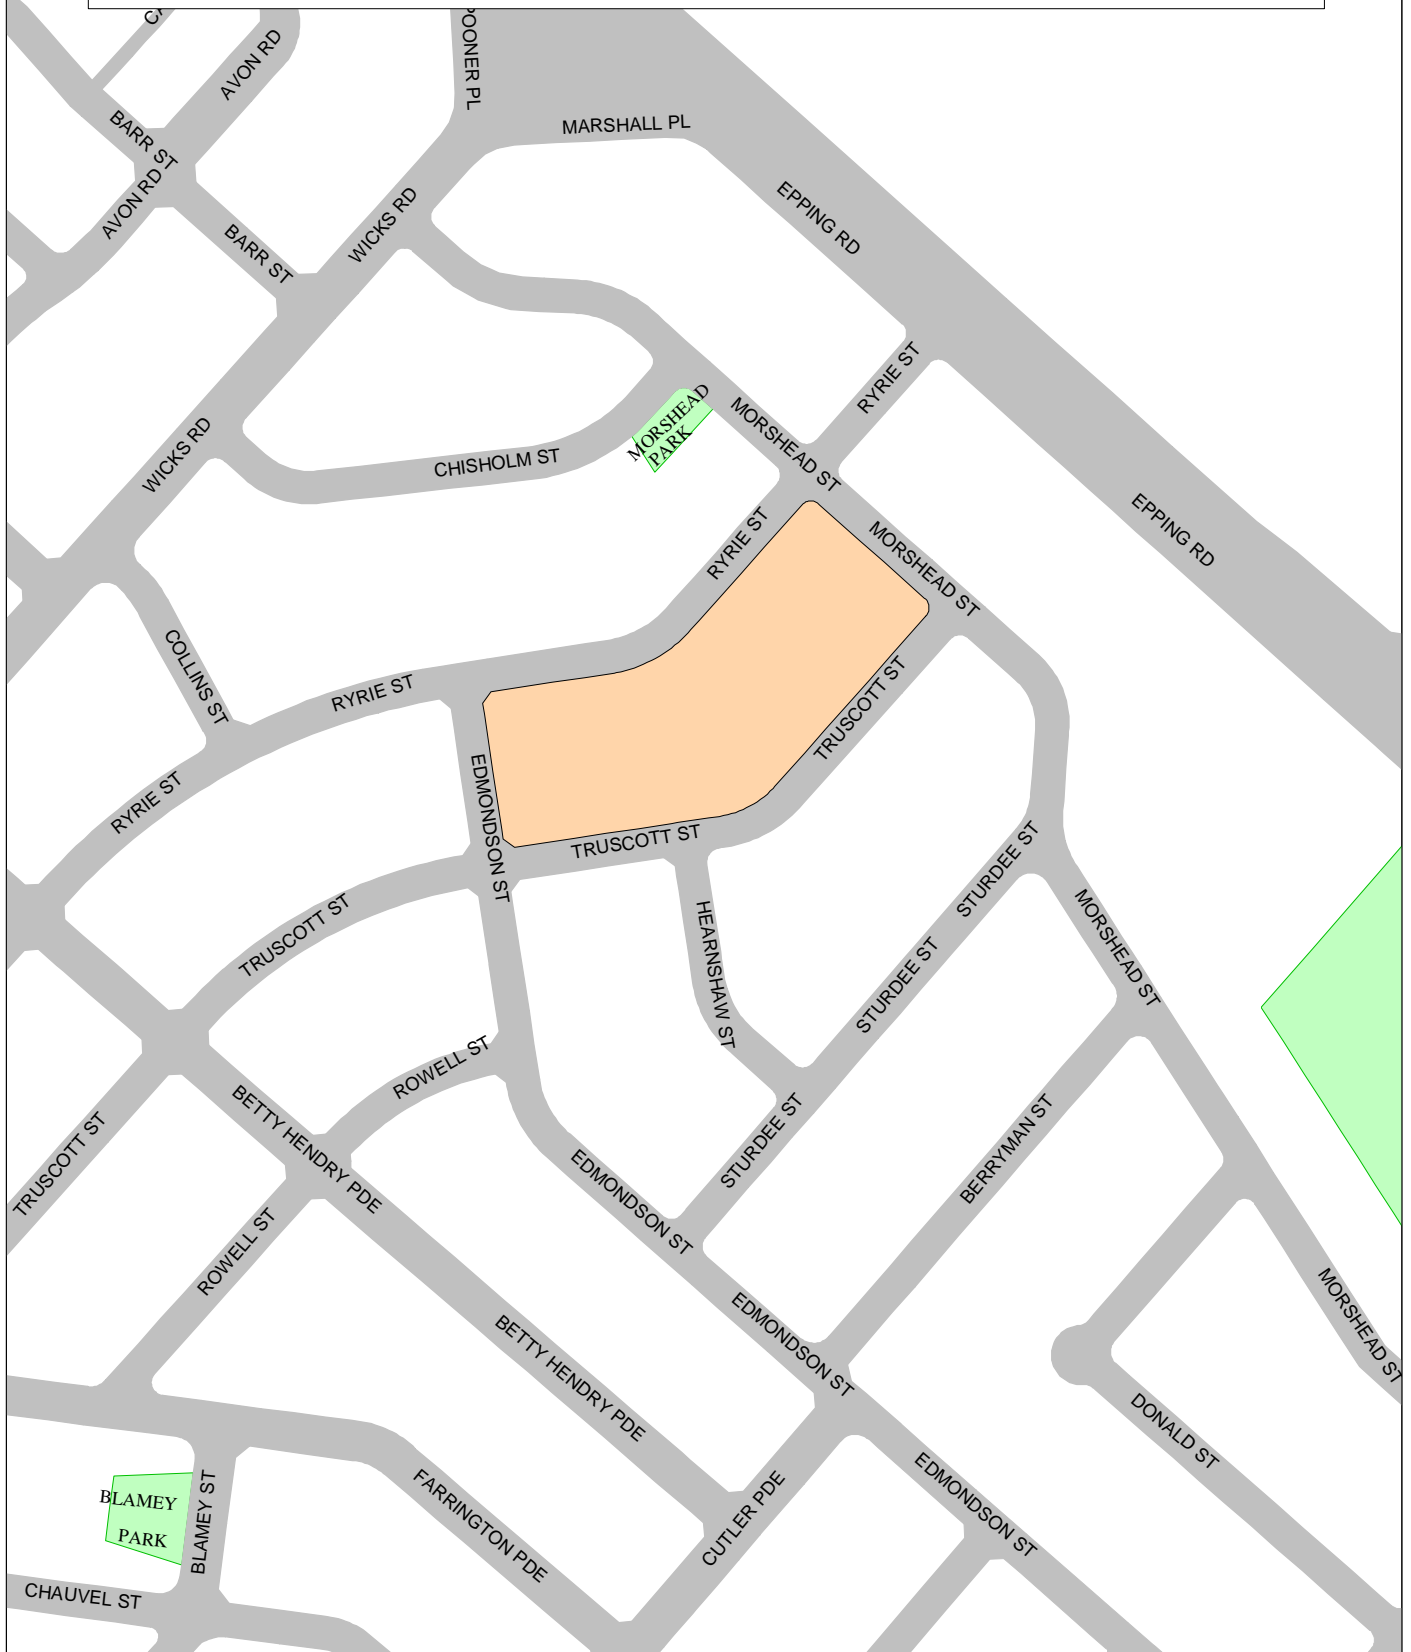 AVON RD
POONER PL
BARR ST
MARSHALL PL
AVON RD
WICKS RD
EPPING RD
BARR ST
RYRIE ST
MORSHEAD
PARK
MORSHEAD ST
WICKS RD
CHISHOLM ST
EPPING RD
RYRIE ST
MORSHEAD ST
COLLINS ST
RYRIE ST
TRUSCOTT ST
RYRIE ST
EDMONDSON ST
TRUSCOTT ST
STURDEE ST
TRUSCOTT ST
HEARNSHAW ST
MORSHEAD ST
STURDEE ST
ROWELL ST
BETTY HENDRY PDE
TRUSCOTT ST
STURDEE ST
BERRYMAN ST
EDMONDSON ST
ROWELL ST
MORSHEAD ST
BETTY HENDRY PDE
EDMONDSON ST
DONALD ST
BLAMEY
PARK
BLAMEY ST
FARRINGTON PDE
CUTLER PDE
EDMONDSON ST
CHAUVEL ST